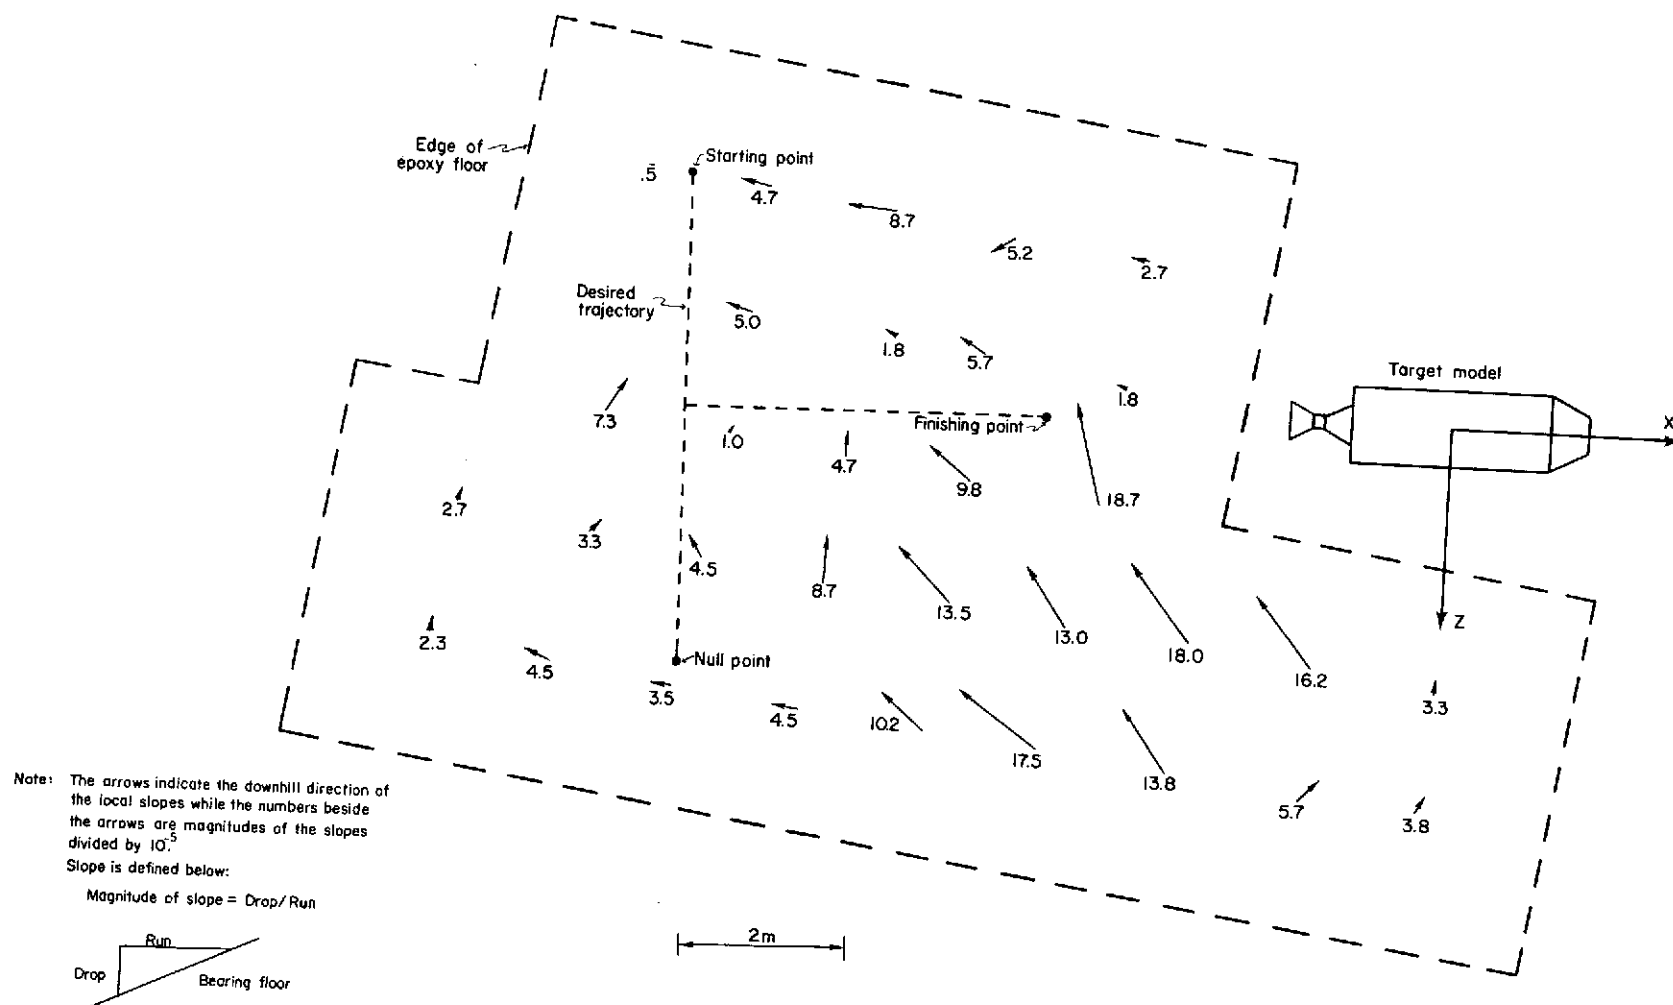 Edge of
epoxy floor
Starting point
.5
4.7
8.7
5.2
2.7
Desired
trajectory
5.0
1.8
5.7
1.8
Target model
X
7.3
1.0
4.7
Finishing point
9.8
18.7
2.7
3.3
4.5
8.7
13.5
13.0
18.0
16.2
Z
2.3
4.5
Null point
3.5
4.5
10.2
17.5
13.8
3.3
5.7
3.8
Note: The arrows indicate the downhill direction of
the local slopes while the numbers beside
the arrows are magnitudes of the slopes
divided by 10⁻⁵.
Slope is defined below:
Magnitude of slope = Drop/Run
Run
Drop
Bearing floor
2m